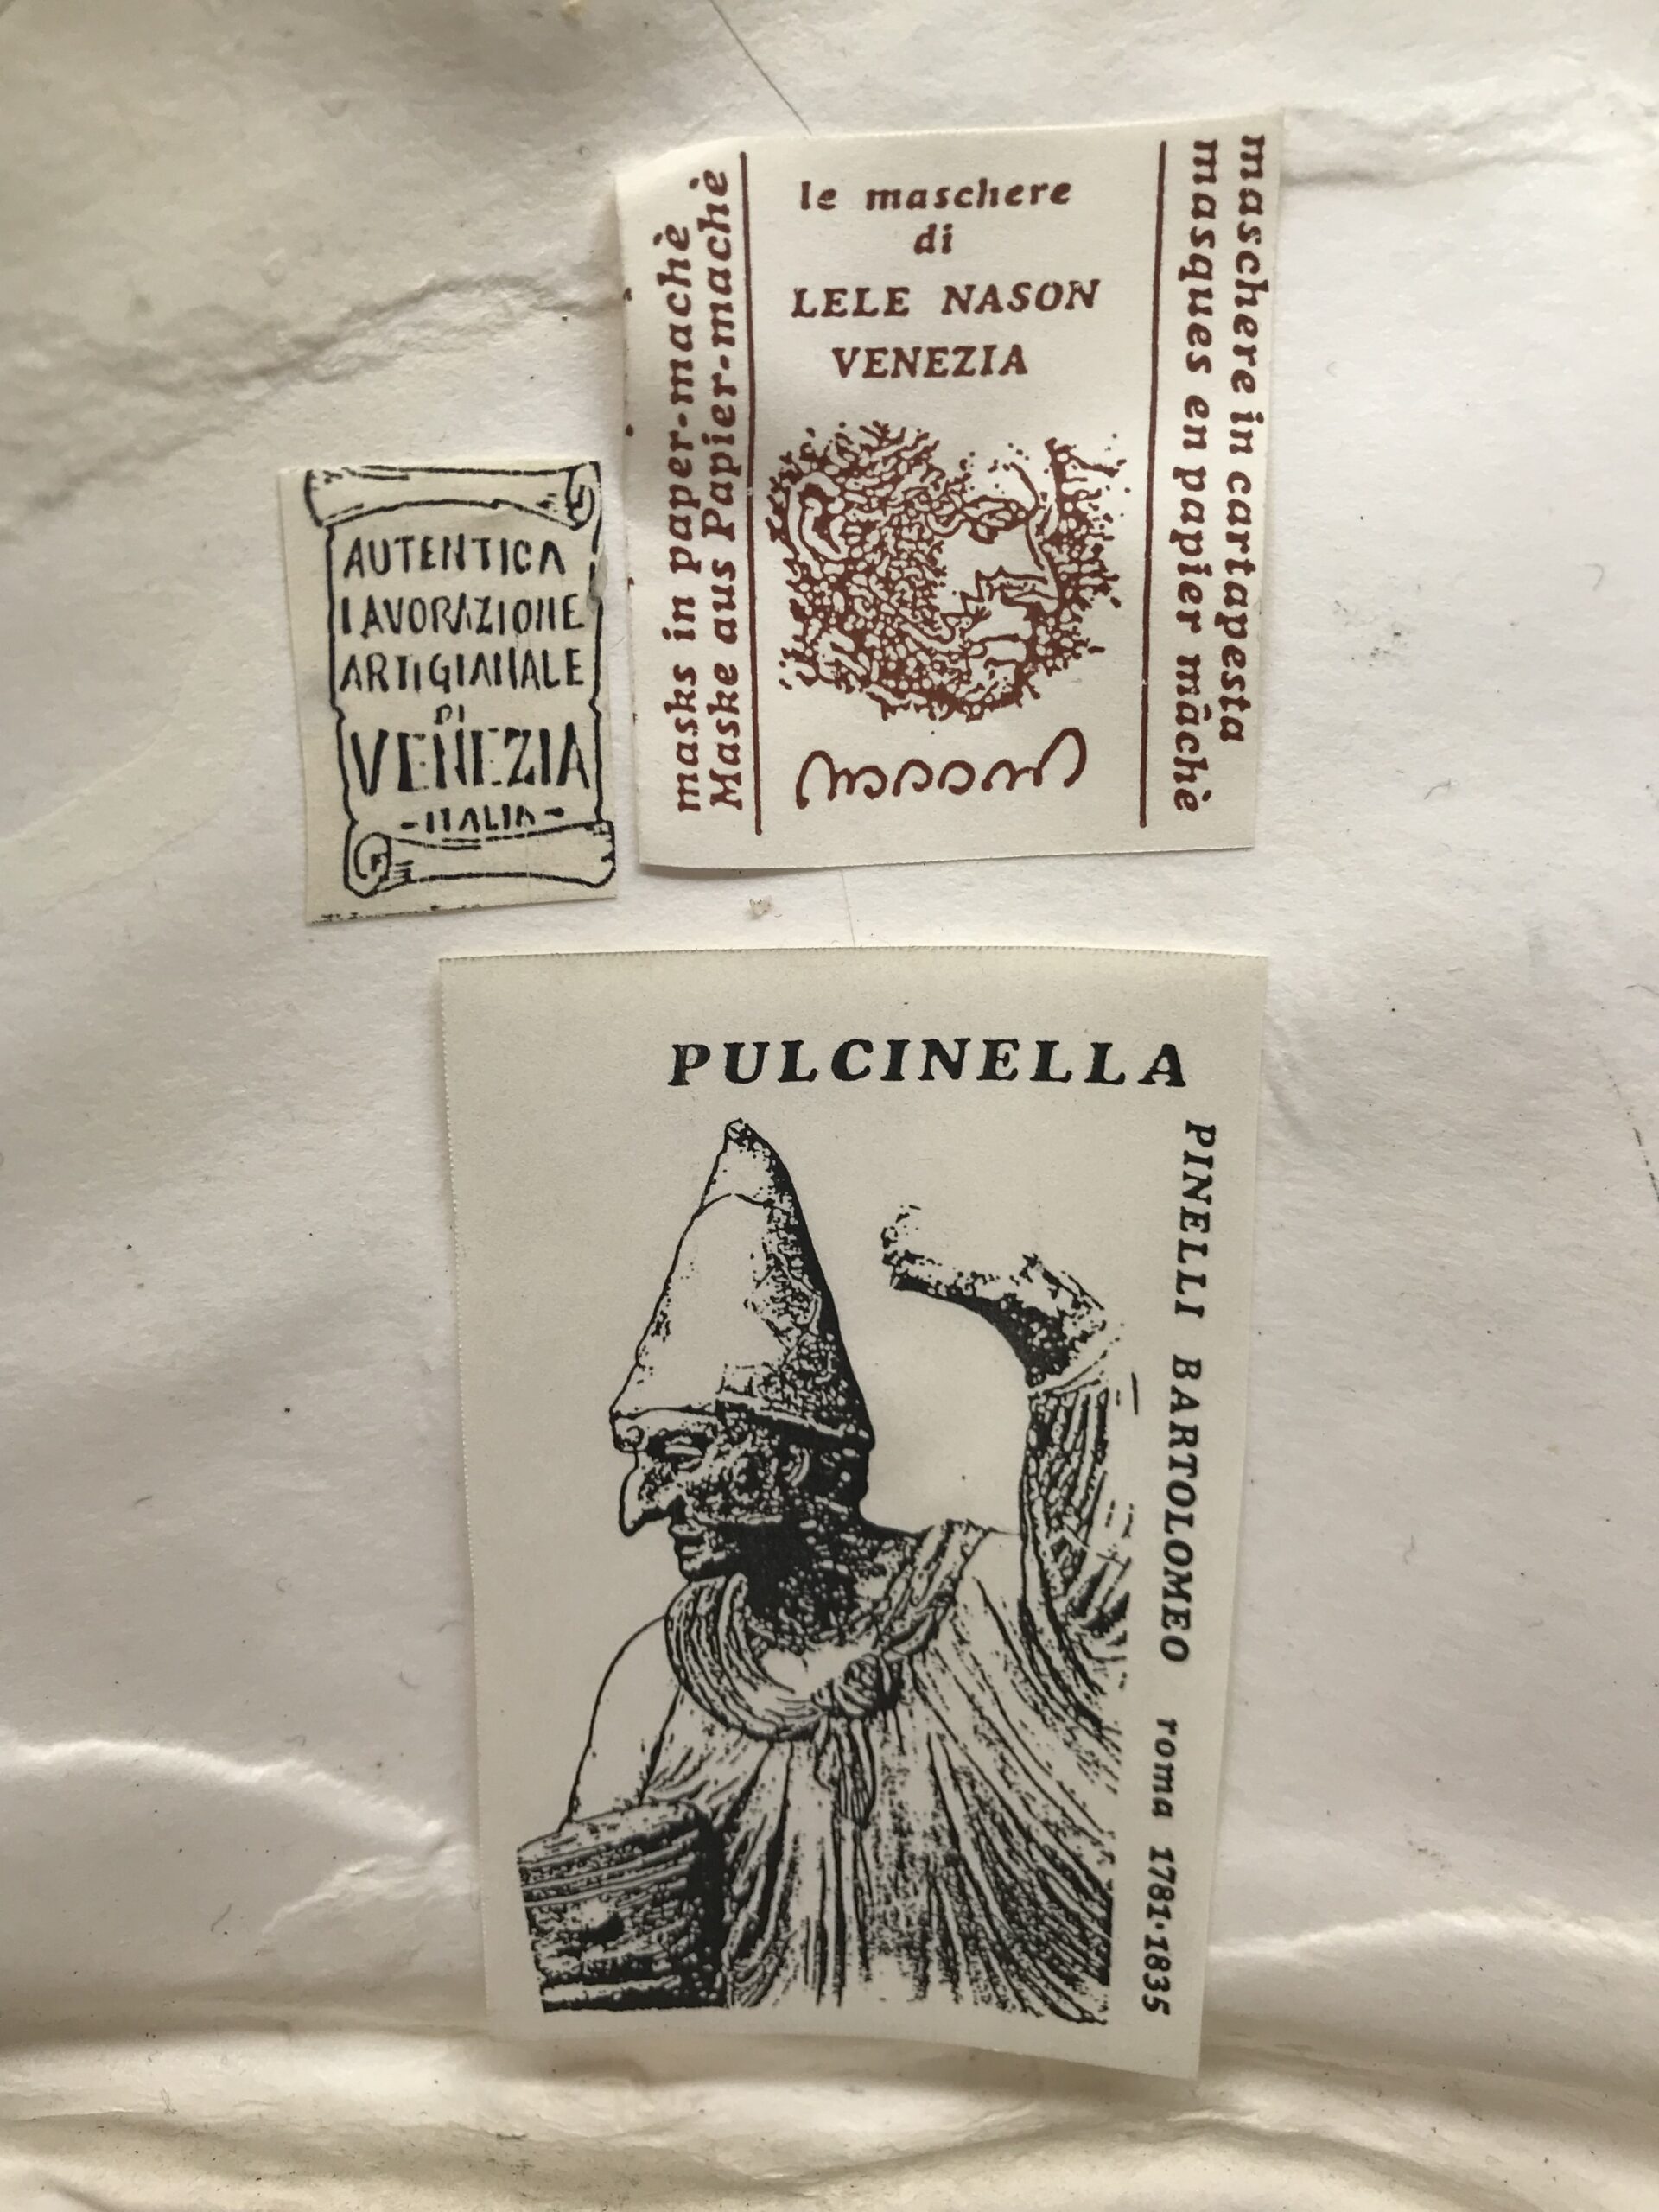 le maschere
di
LELE NASON
VENEZIA
masks in paper-machè
Maske aus Papier-machè
maschere in cartapesta
masques en papier mâchè
AUTENTICA
LAVORAZIONE
ARTIGIANALE
DI
VENEZIA
-ITALIA-
PULCINELLA
PINELLI BARTOLOMEO roma 1781·1835